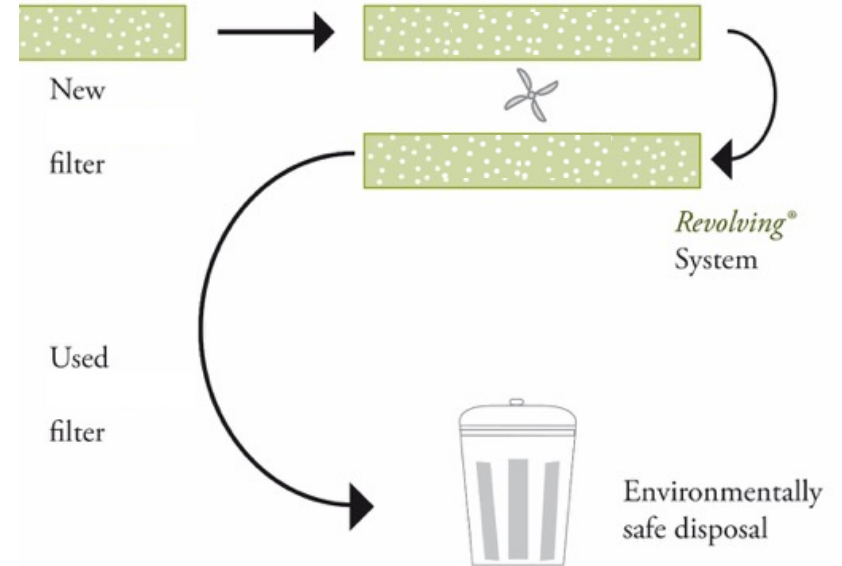 New
filter
Revolving®
System
Used
filter
Environmentally
safe disposal